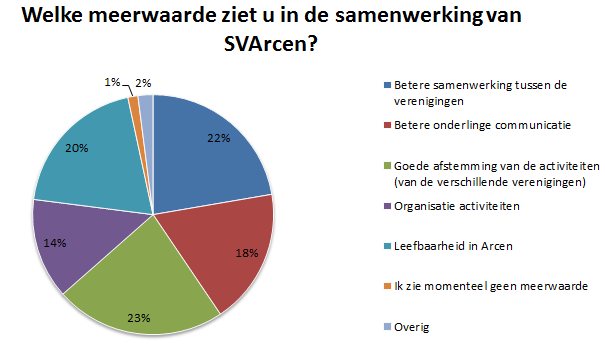 Welke meerwaarde ziet u in de samenwerking van
SVArcen?
1%
2%
22%
20%
18%
14%
23%
Betere samenwerking tussen de
verenigingen
Betere onderlinge communicatie
Goede afstemming van de activiteiten
(van de verschillende verenigingen)
Organisatie activiteiten
Leefbaarheid in Arcen
Ik zie momenteel geen meerwaarde
Overig